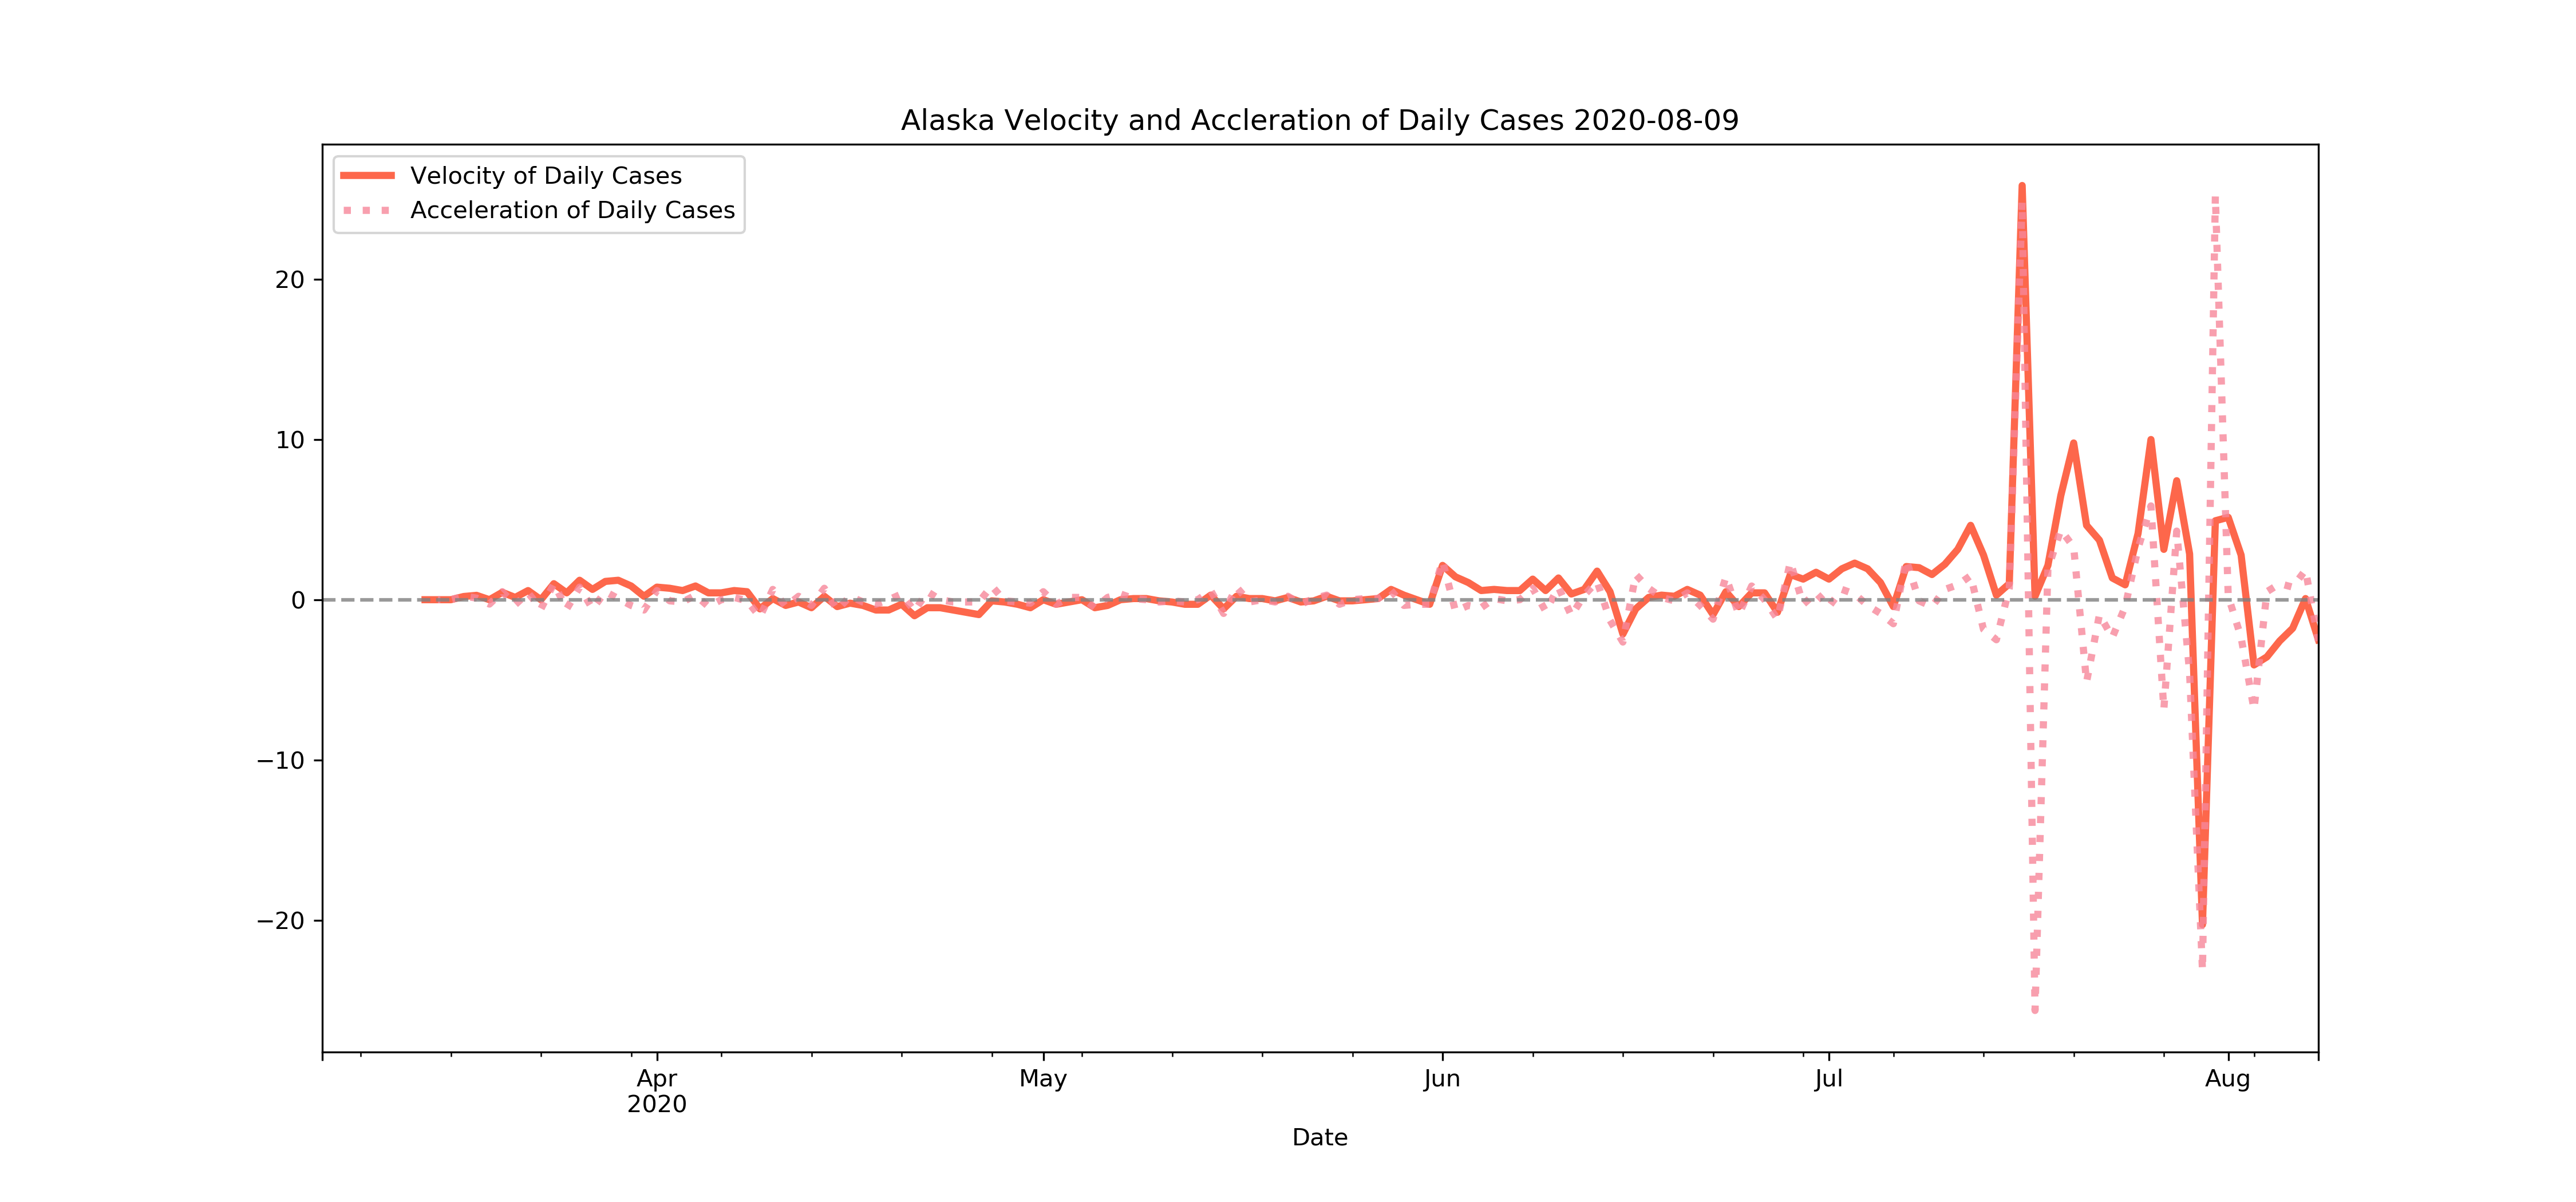 Alaska Velocity and Accleration of Daily Cases 2020-08-09
Velocity of Daily Cases
Acceleration of Daily Cases
20
10
0
−10
−20
Apr
2020
May
Jun
Jul
Aug
Date